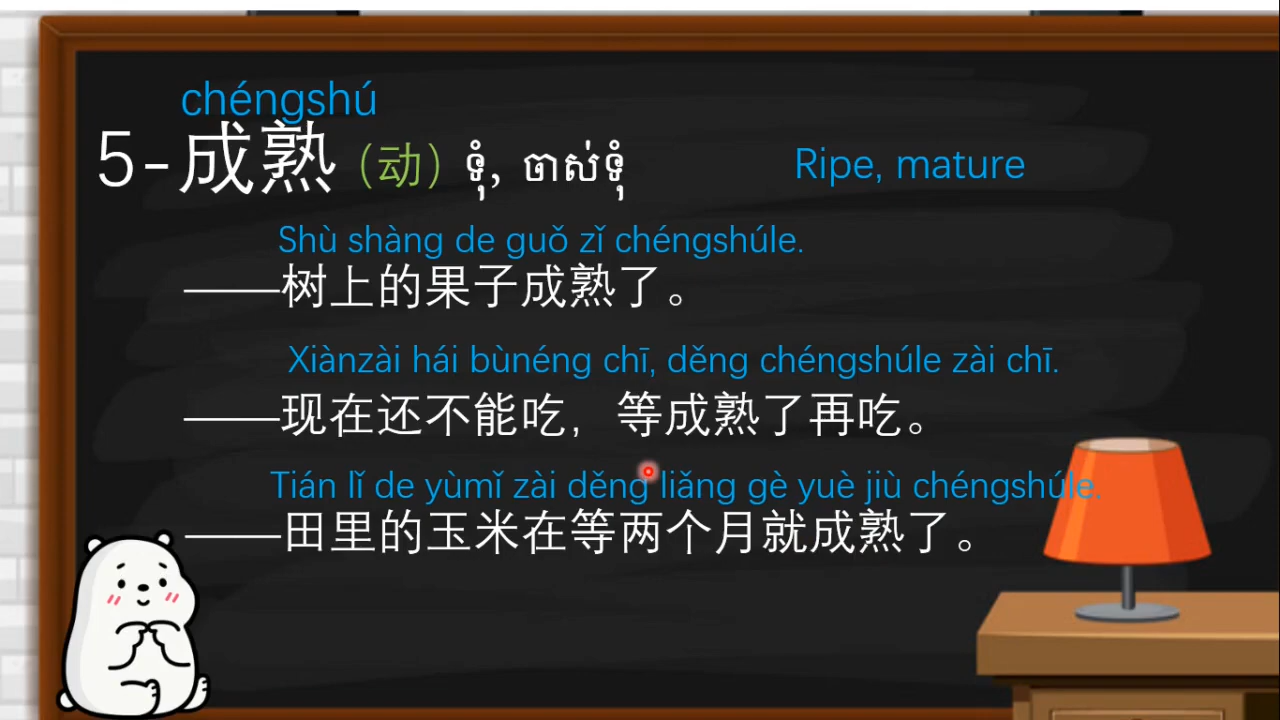 chéngshú
5-成熟 (动) ទុំ, ចាស់ទុំ Ripe, mature
Shù shàng de guǒ zǐ chéngshúle.
——树上的果子成熟了。
Xiànzài hái bùnéng chī, děng chéngshúle zài chī.
——现在还不能吃，等成熟了再吃。
Tián lǐ de yùmǐ zài děng liǎng gè yuè jiù chéngshúle.
——田里的玉米在等两个月就成熟了。